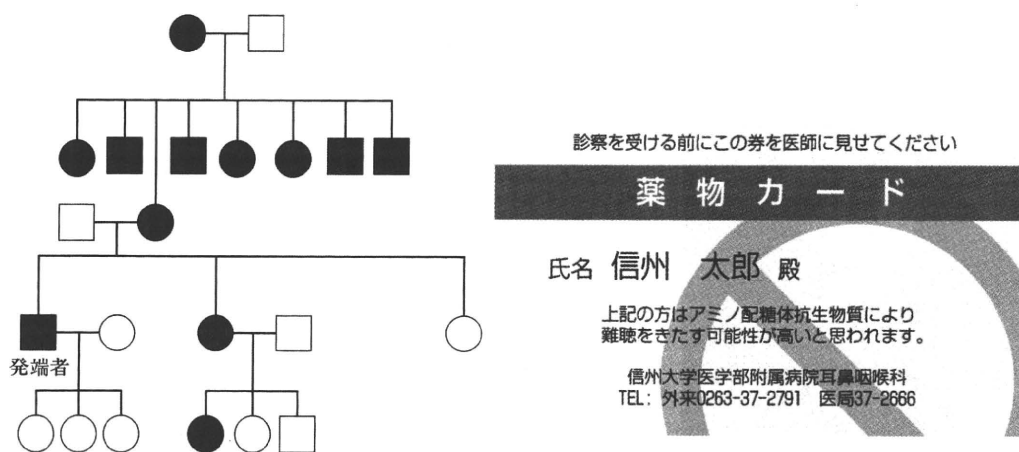 発端者
診察を受ける前にこの券を医師に見せてください
薬物カード
氏名 信州 太郎 殿
上記の方はアミノ配糖体抗生物質により
難聴をきたす可能性が高いと思われます。
信州大学医学部附属病院耳鼻咽喉科
TEL: 外来0263-37-2791 医局37-2666